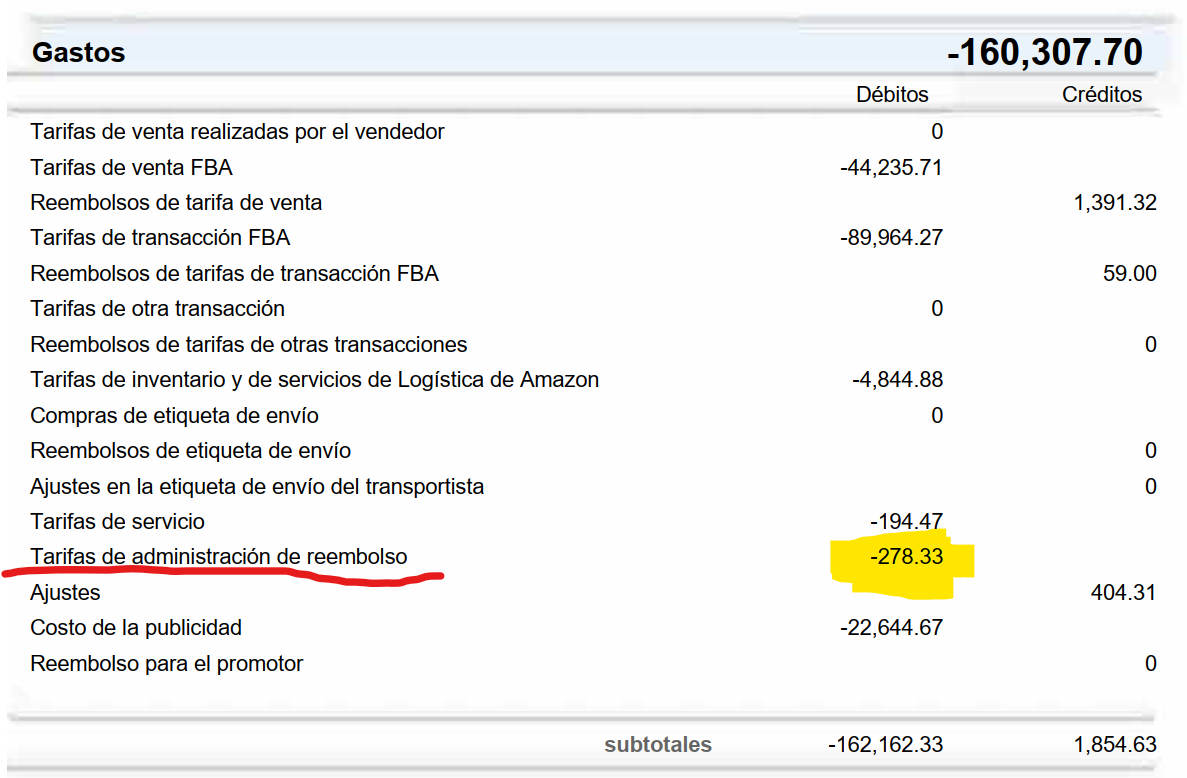 Gastos -160,307.70
Débitos Créditos
Tarifas de venta realizadas por el vendedor 0
Tarifas de venta FBA -44,235.71
Reembolsos de tarifa de venta 1,391.32
Tarifas de transacción FBA -89,964.27
Reembolsos de tarifas de transacción FBA 59.00
Tarifas de otra transacción 0
Reembolsos de tarifas de otras transacciones 0
Tarifas de inventario y de servicios de Logística de Amazon -4,844.88
Compras de etiqueta de envío 0
Reembolsos de etiqueta de envío 0
Ajustes en la etiqueta de envío del transportista 0
Tarifas de servicio -194.47
Tarifas de administración de reembolso -278.33
Ajustes 404.31
Costo de la publicidad -22,644.67
Reembolso para el promotor 0
subtotales -162,162.33 1,854.63